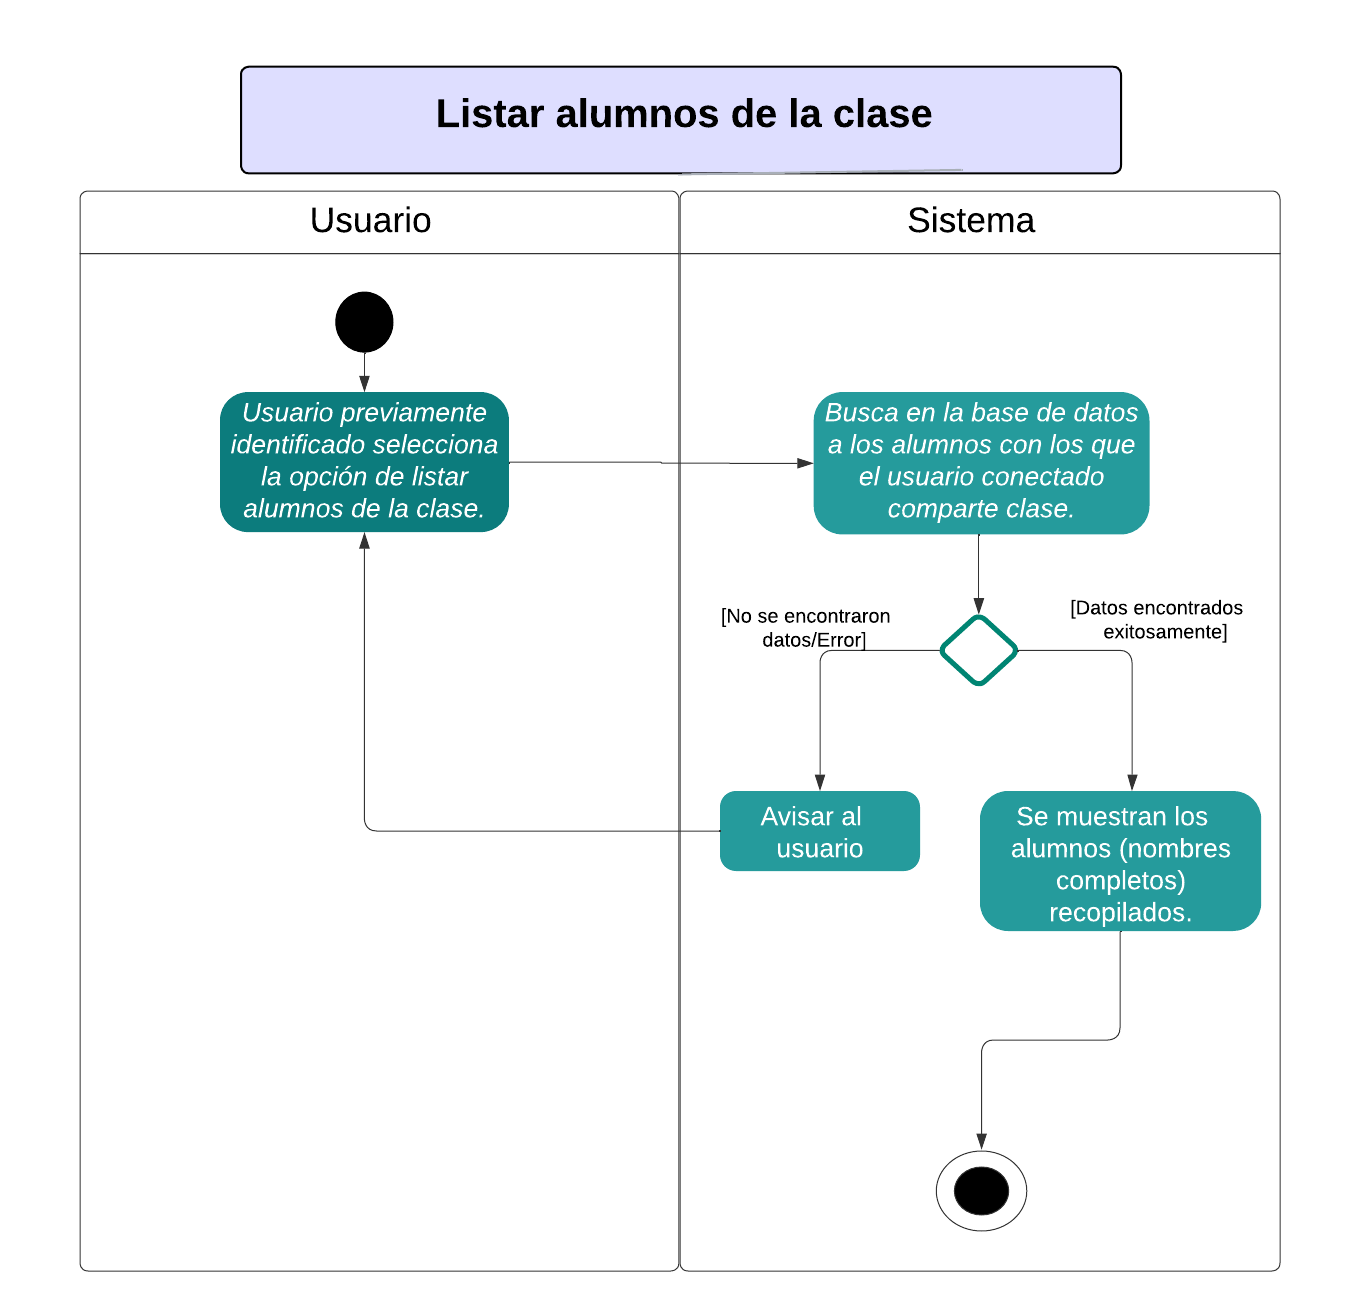 Listar alumnos de la clase
Usuario
Sistema
Usuario previamente
identificado selecciona
la opción de listar
alumnos de la clase.
Busca en la base de datos
a los alumnos con los que
el usuario conectado
comparte clase.
[No se encontraron
datos/Error]
[Datos encontrados
exitosamente]
Avisar al
usuario
Se muestran los
alumnos (nombres
completos)
recopilados.